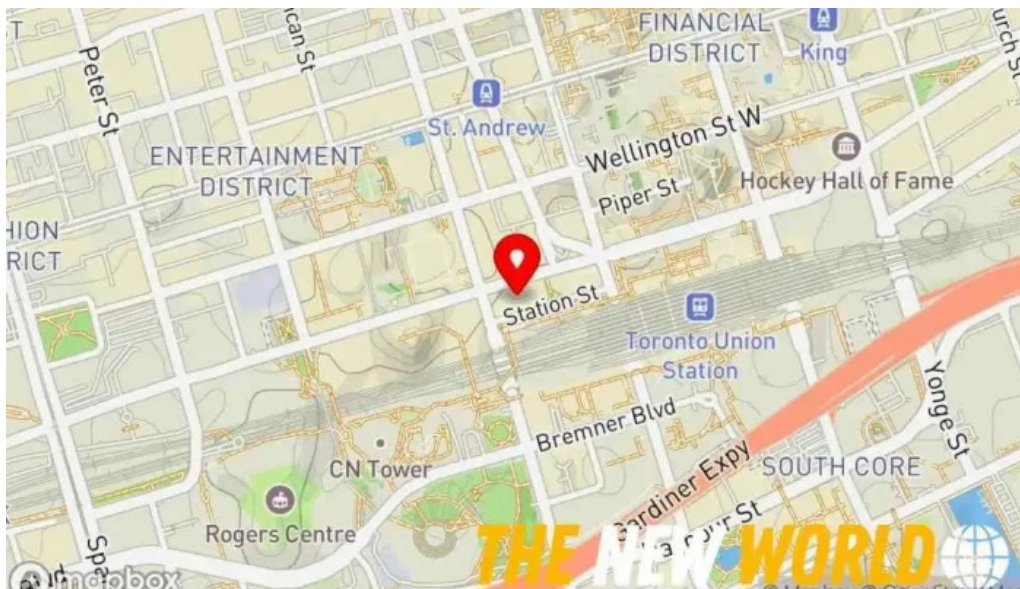 FINANCIAL
DISTRICT
King
Peter St
St. Andrew
Wellington St W
ENTERTAINMENT
DISTRICT
Hockey Hall of Fame
Piper St
Station St
Toronto Union
Station
Yonge St
Bremner Blvd
CN Tower
Gardiner Expy
SOUTH CORE
Rogers Centre
THE NEW WORLD
mapbox